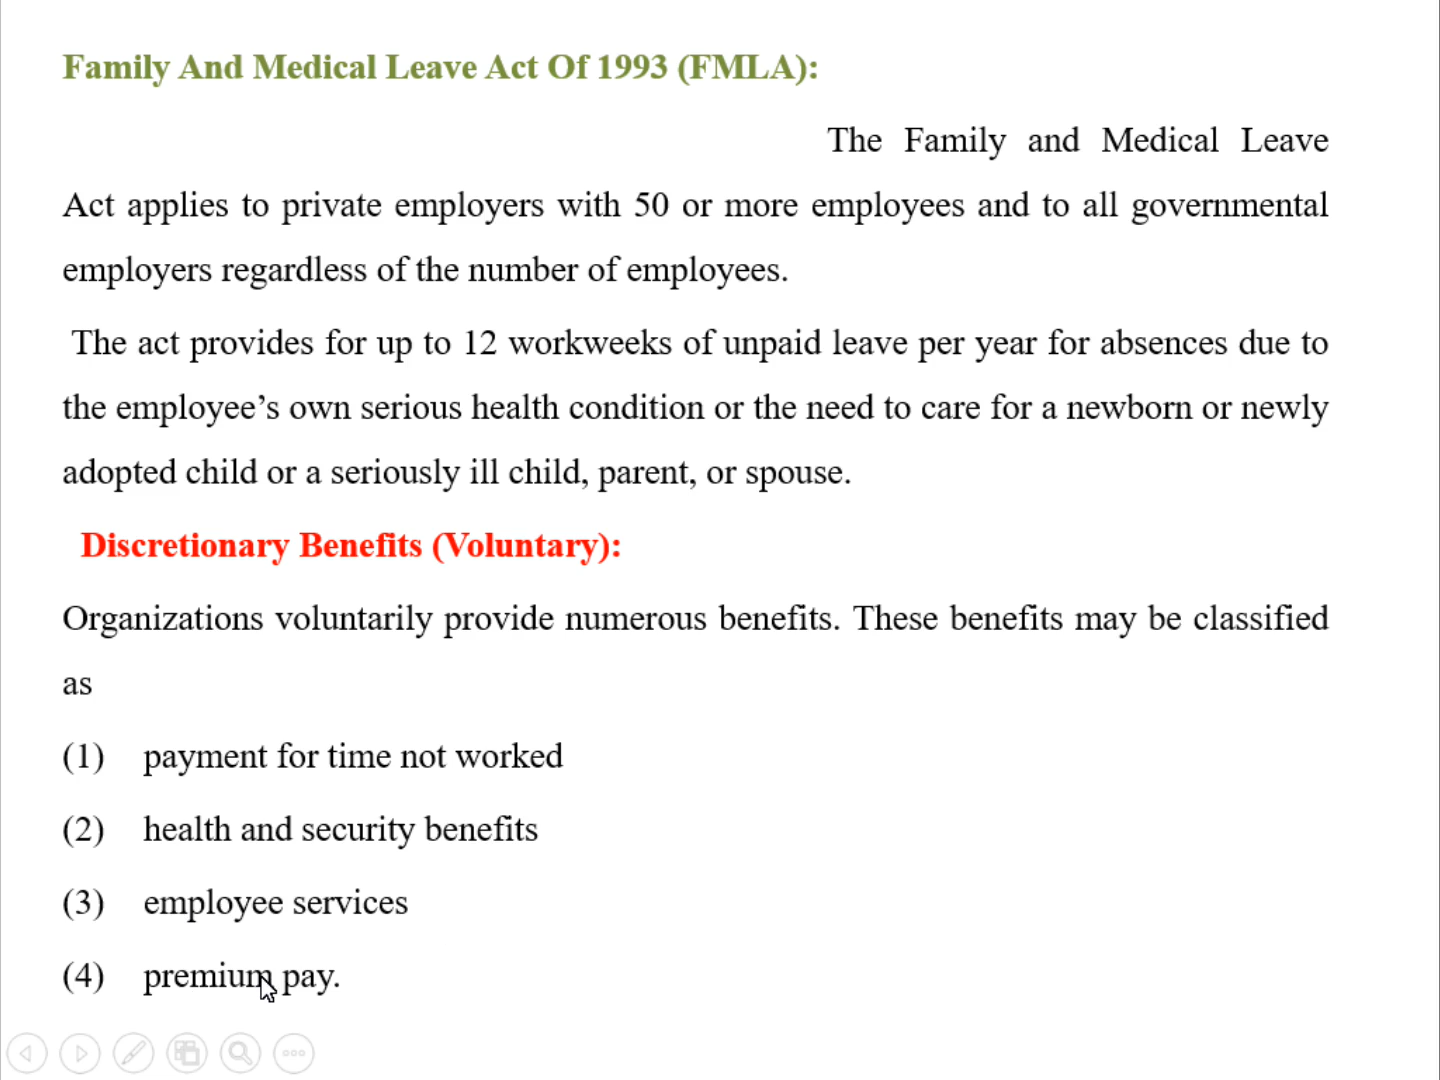 Family And Medical Leave Act Of 1993 (FMLA):
The Family and Medical Leave
Act applies to private employers with 50 or more employees and to all governmental
employers regardless of the number of employees.
The act provides for up to 12 workweeks of unpaid leave per year for absences due to
the employee’s own serious health condition or the need to care for a newborn or newly
adopted child or a seriously ill child, parent, or spouse.
Discretionary Benefits (Voluntary):
Organizations voluntarily provide numerous benefits. These benefits may be classified
as
(1) payment for time not worked
(2) health and security benefits
(3) employee services
(4) premium pay.